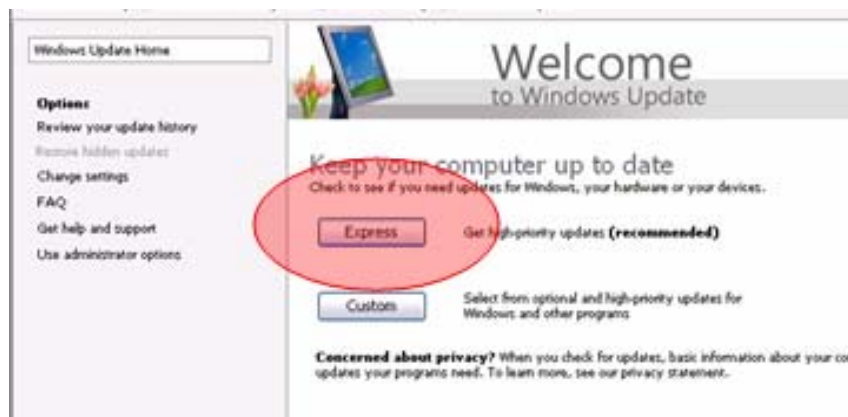 Windows Update Home
Options
Review your update history
Restore hidden updates
Change settings
FAQ
Get help and support
Use administrator options
Welcome
to Windows Update
Keep your computer up to date
Check to see if you need updates for Windows, your hardware or your devices.
Express
Get high-priority updates (recommended)
Custom
Select from optional and high-priority updates for
Windows and other programs
Concerned about privacy? When you check for updates, basic information about your
updates your programs need. To learn more, see our privacy statement.